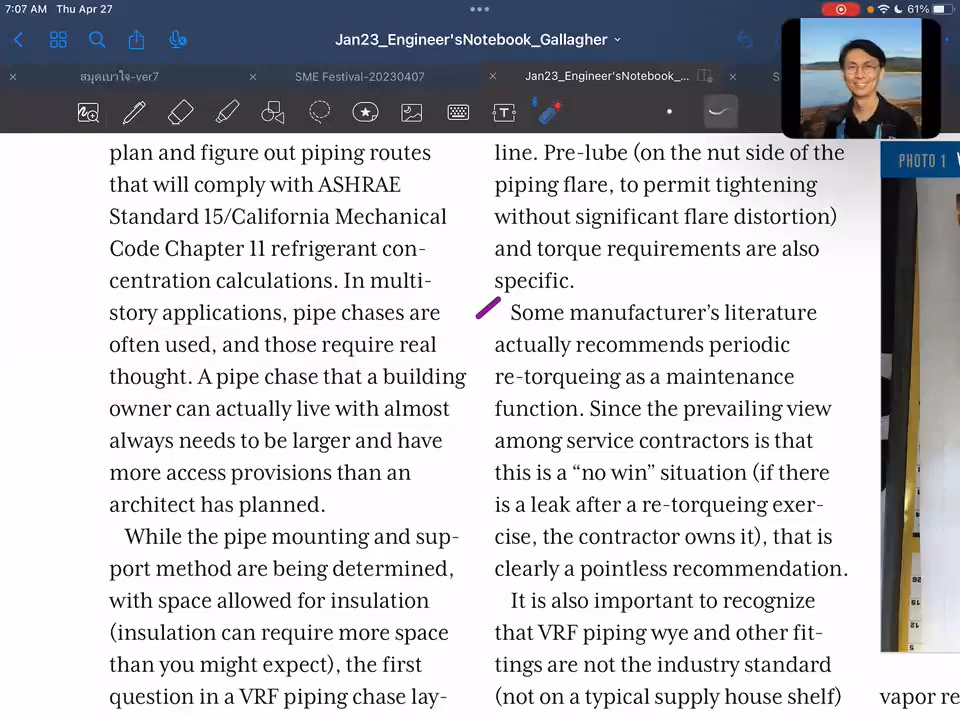 7:07 AM Thu Apr 27
61%
Jan23_Engineer'sNotebook_Gallagher
สมุดเบาใจ-ver7
SME Festival-20230407
Jan23_Engineer'sNotebook_...
S
plan and figure out piping routes
that will comply with ASHRAE
Standard 15/California Mechanical
Code Chapter 11 refrigerant con-
centration calculations. In multi-
story applications, pipe chases are
often used, and those require real
thought. A pipe chase that a building
owner can actually live with almost
always needs to be larger and have
more access provisions than an
architect has planned.
While the pipe mounting and sup-
port method are being determined,
with space allowed for insulation
(insulation can require more space
than you might expect), the first
question in a VRF piping chase lay-
line. Pre-lube (on the nut side of the
piping flare, to permit tightening
without significant flare distortion)
and torque requirements are also
specific.
Some manufacturer's literature
actually recommends periodic
re-torqueing as a maintenance
function. Since the prevailing view
among service contractors is that
this is a “no win” situation (if there
is a leak after a re-torqueing exer-
cise, the contractor owns it), that is
clearly a pointless recommendation.
It is also important to recognize
that VRF piping wye and other fit-
tings are not the industry standard
(not on a typical supply house shelf)
PHOTO 1
vapor re